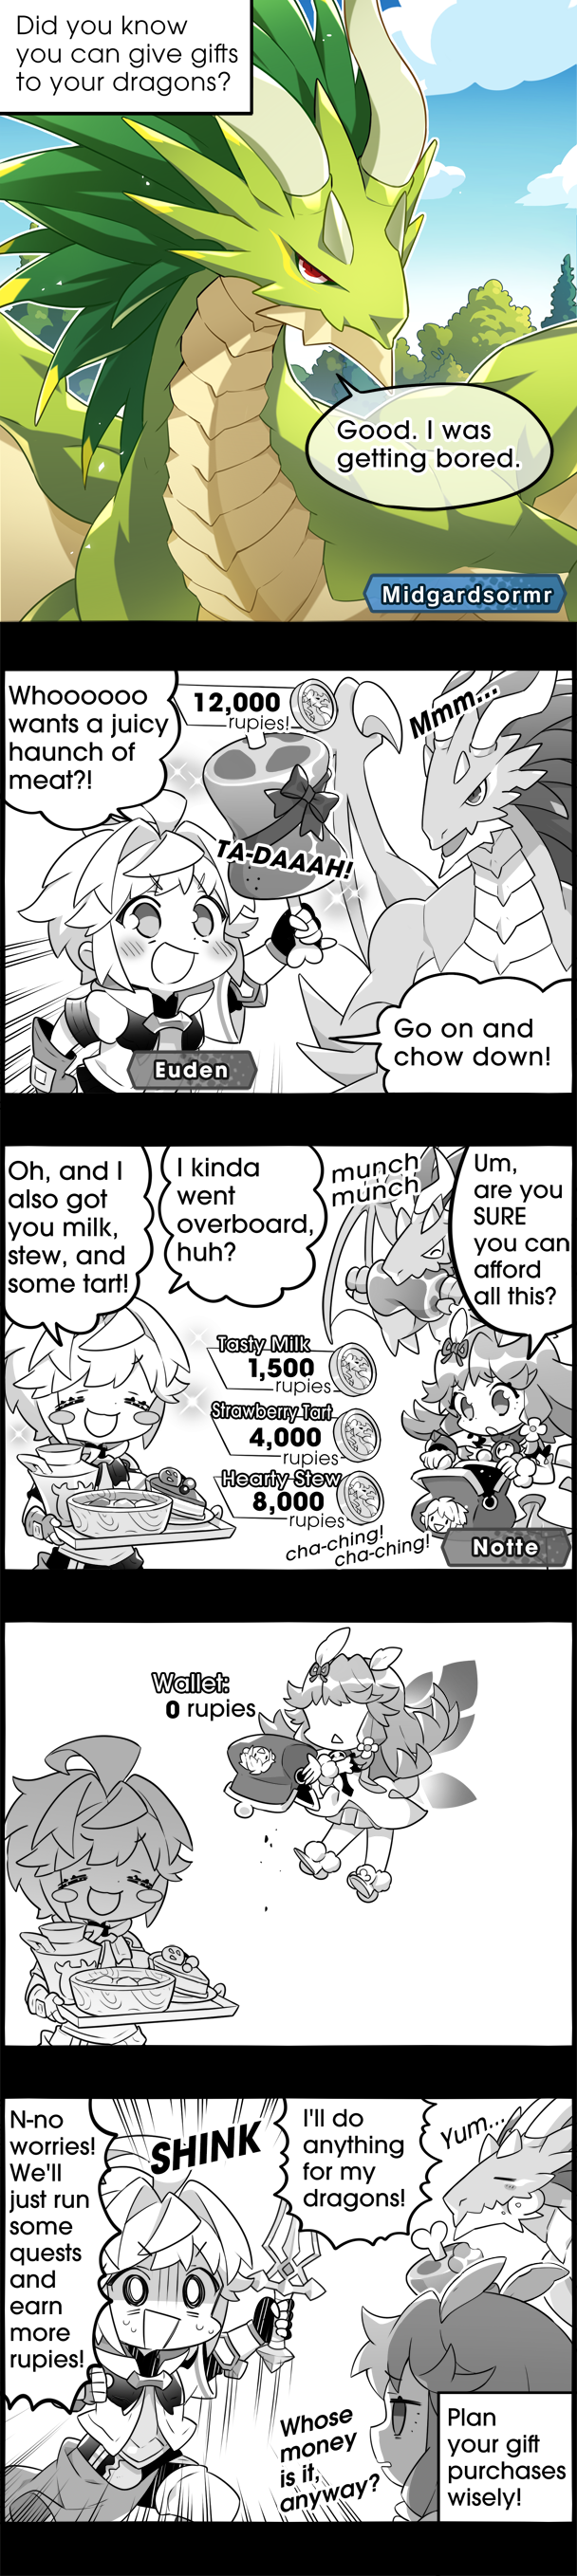 Did you know
you can give gifts
to your dragons?
Good. I was
getting bored.
Midgardsormr
Whoooooo
wants a juicy
haunch of
meat?!
12,000
rupies!
Mmm...
TA-DAAAH!
Go on and
chow down!
Euden
Oh, and I
also got
you milk,
stew, and
some tart!
I kinda
went
overboard,
huh?
munch
munch
Um,
are you
SURE
you can
afford
all this?
Tasty Milk
1,500
rupies
Strawberry Tart
4,000
rupies
Hearty Stew
8,000
rupies
cha-ching!
cha-ching!
Notte
Wallet:
0 rupies
N-no
worries!
We'll
just run
some
quests
and
earn
more
rupies!
SHINK
I'll do
anything
for my
dragons!
Yum...
Whose
money
is it,
anyway?
Plan
your gift
purchases
wisely!